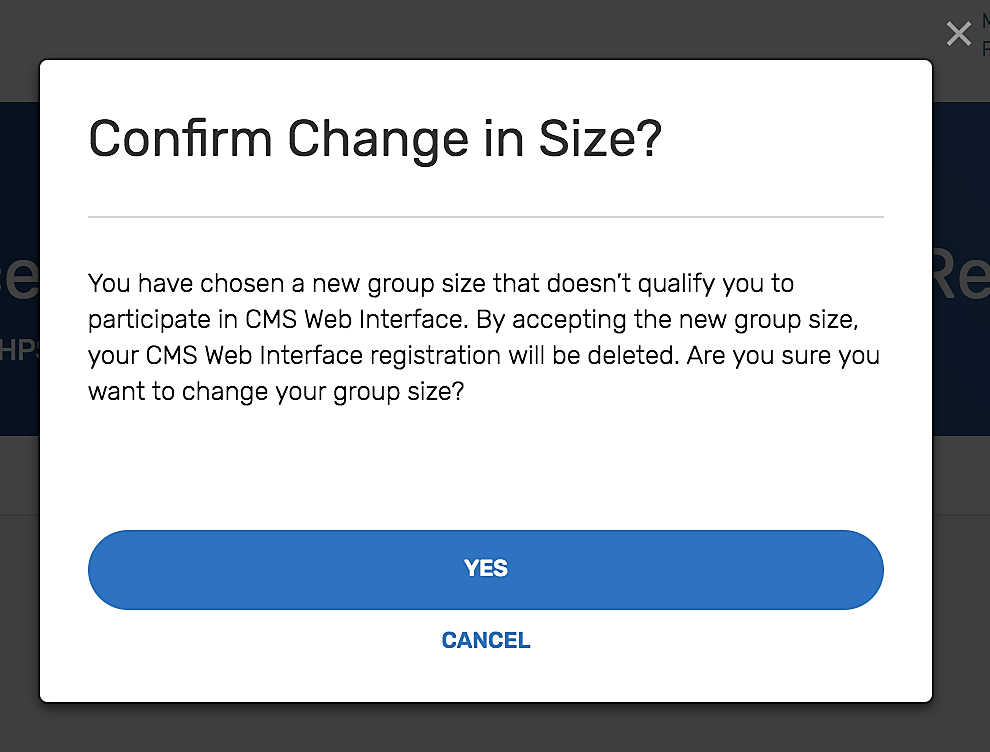 Confirm Change in Size?
You have chosen a new group size that doesn't qualify you to
participate in CMS Web Interface. By accepting the new group size,
your CMS Web Interface registration will be deleted. Are you sure you
want to change your group size?
YES
CANCEL